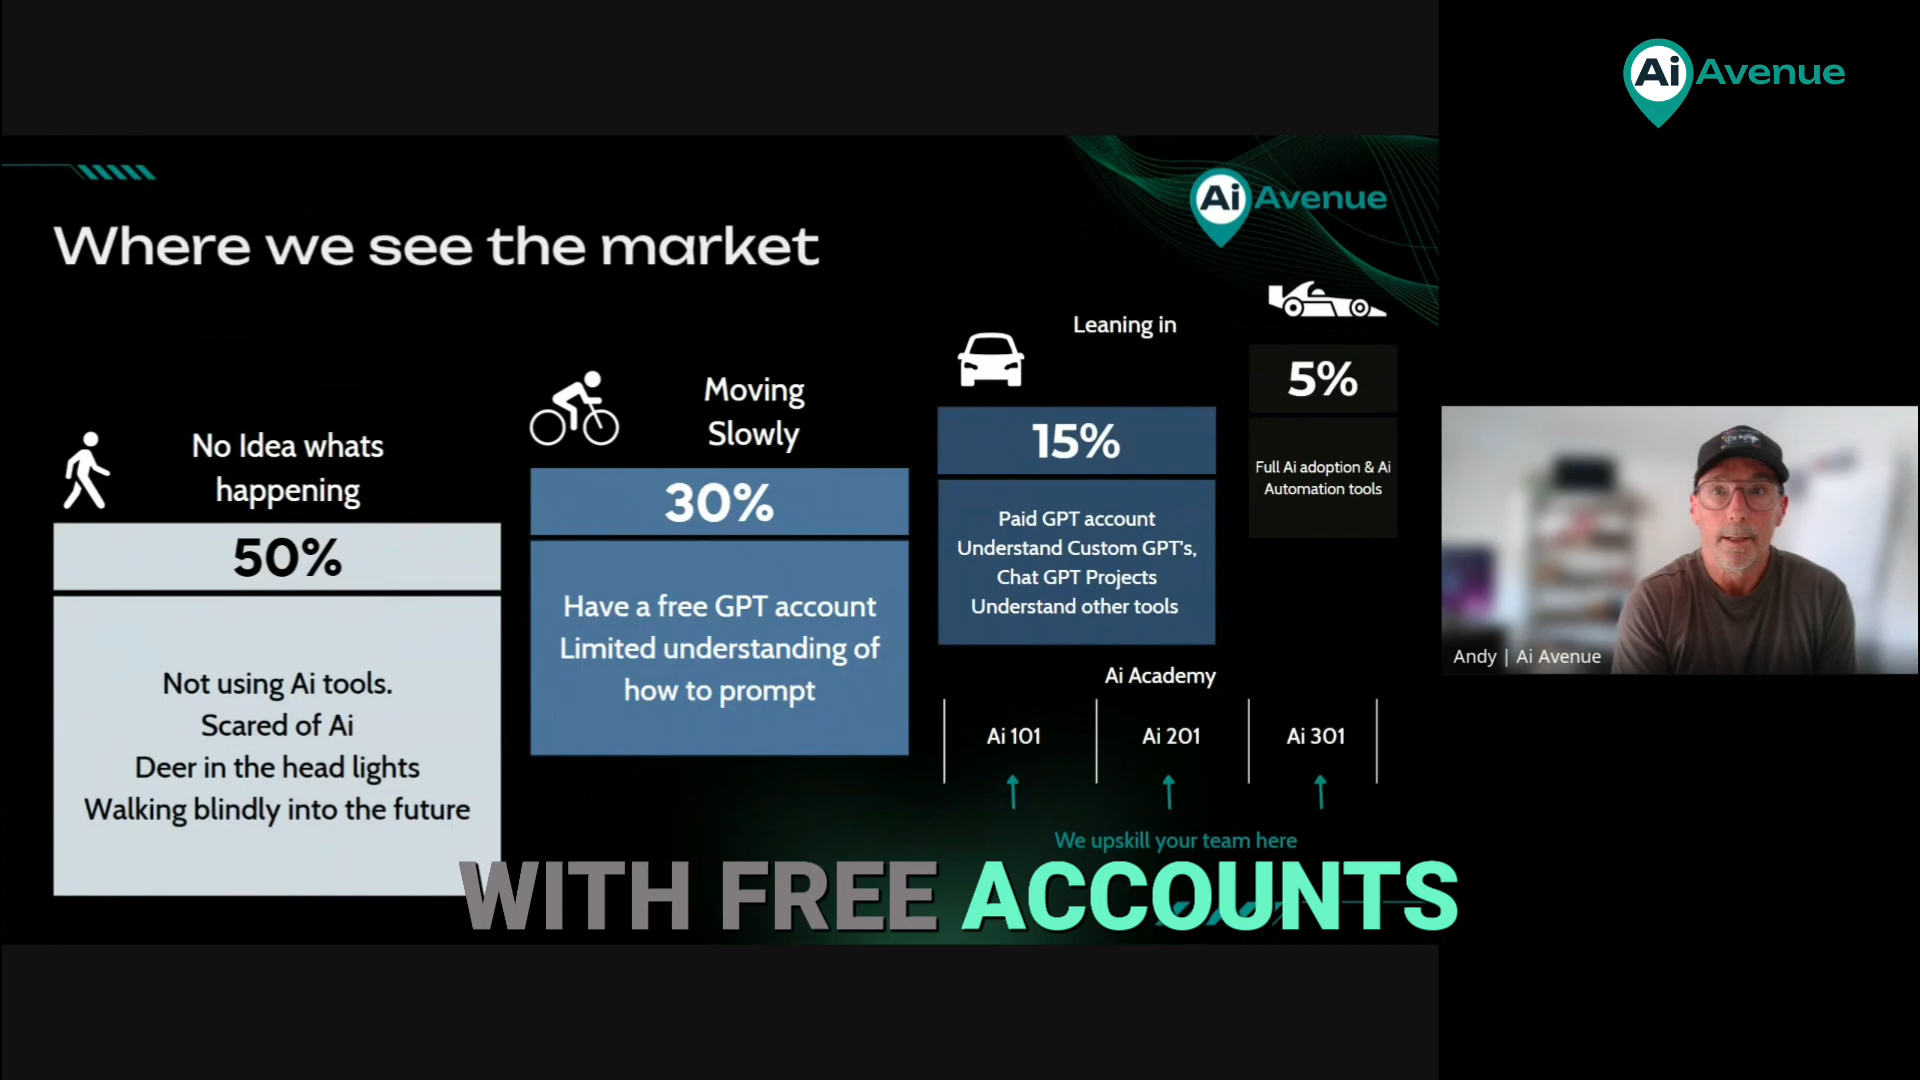 Ai Avenue
Ai Avenue
Where we see the market
No Idea whats
happening
50%
Not using Ai tools.
Scared of Ai
Deer in the head lights
Walking blindly into the future
Moving
Slowly
30%
Have a free GPT account
Limited understanding of
how to prompt
Leaning in
15%
Paid GPT account
Understand Custom GPT's,
Chat GPT Projects
Understand other tools
5%
Full Ai adoption & Ai
Automation tools
Ai Academy
Ai 101
Ai 201
Ai 301
We upskill your team here
Andy | Ai Avenue
WITH FREE ACCOUNTS